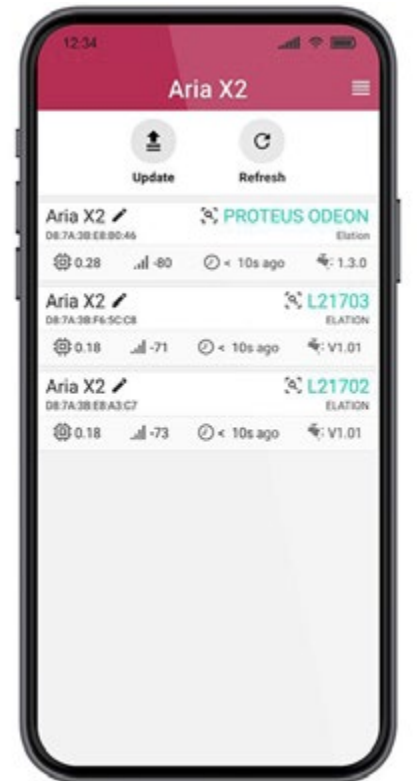 12:34
Aria X2
Update Refresh
Aria X2 PROTEUS ODEON
D8:7A:3B:E8:80:46 Elation
0.28 -80 < 10s ago : 1.3.0
Aria X2 L21703
D8:7A:3B:F6:5C:C8 ELATION
0.18 -71 < 10s ago : V1.01
Aria X2 L21702
D8:7A:3B:E8:A3:C7 ELATION
0.18 -73 < 10s ago : V1.01